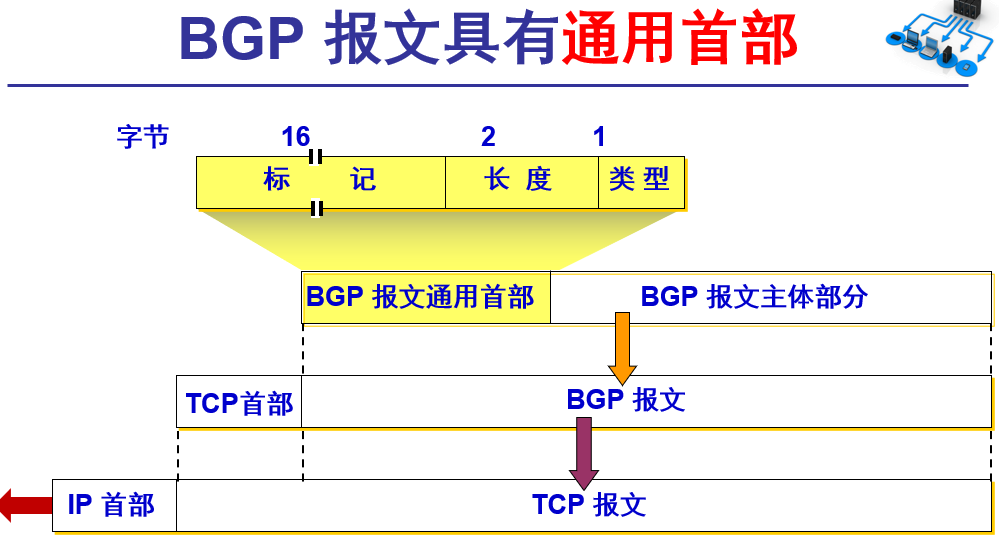 BGP 报文具有通用首部
字节 16 2 1
标 记 长 度 类 型
BGP 报文通用首部 BGP 报文主体部分
TCP首部 BGP 报文
IP 首部 TCP 报文